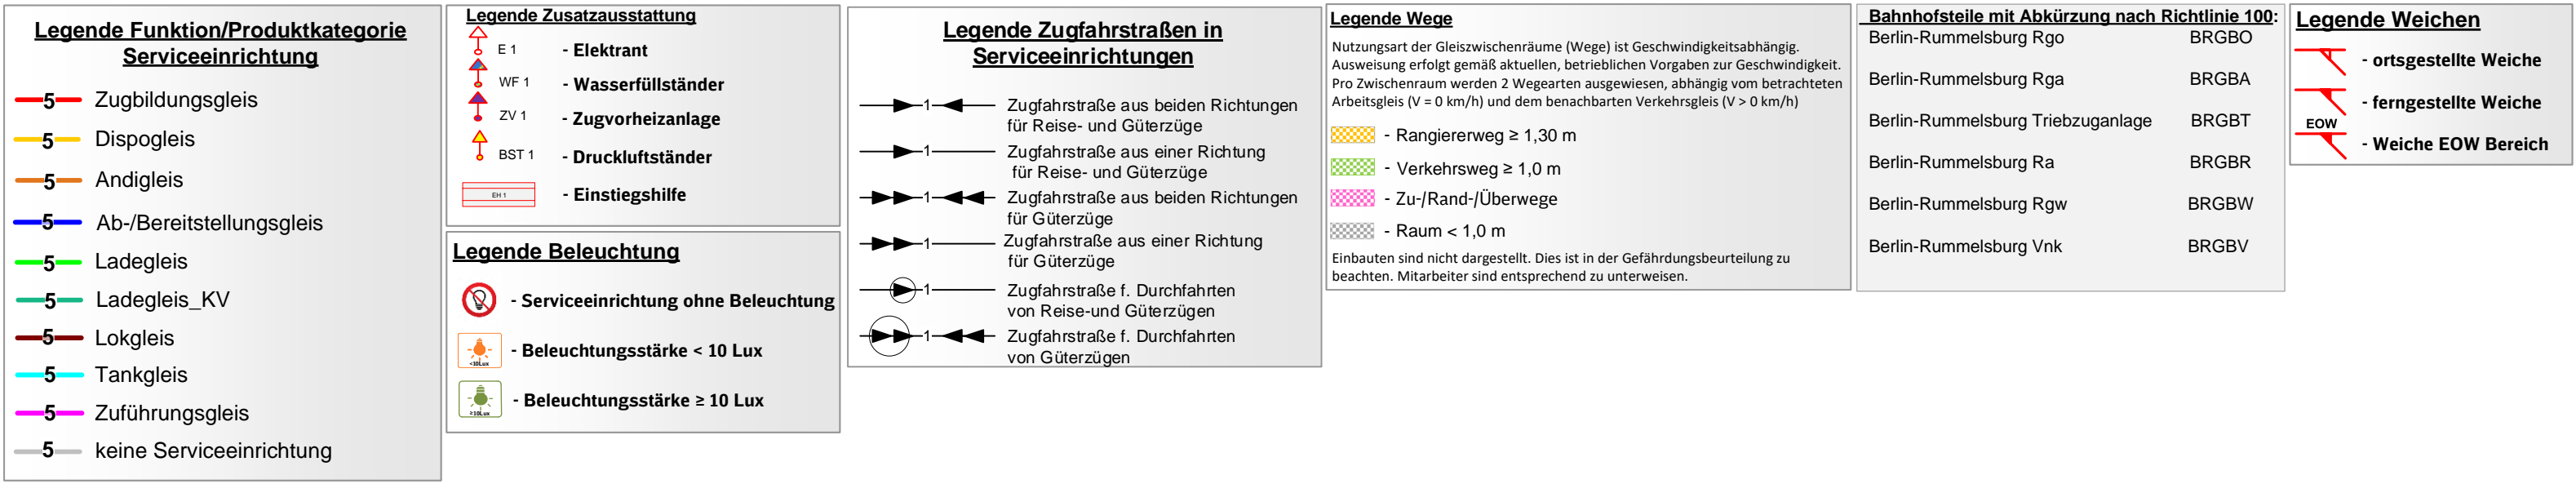 Legende Funktion/Produktkategorie
Serviceeinrichtung
5 Zugbildungsgleis
5 Dispogleis
5 Andigleis
5 Ab-/Bereitstellungsgleis
5 Ladegleis
5 Ladegleis_KV
5 Lokgleis
5 Tankgleis
5 Zuführungsgleis
5 keine Serviceeinrichtung
Legende Zusatzausstattung
E 1 - Elektrant
WF 1 - Wasserfüllständer
ZV 1 - Zugvorheizanlage
BST 1 - Druckluftständer
EH 1 - Einstiegshilfe
Legende Beleuchtung
- Serviceeinrichtung ohne Beleuchtung
<10Lux - Beleuchtungsstärke < 10 Lux
≥10Lux - Beleuchtungsstärke ≥ 10 Lux
Legende Zugfahrstraßen in
Serviceeinrichtungen
1 Zugfahrstraße aus beiden Richtungen
für Reise- und Güterzüge
1 Zugfahrstraße aus einer Richtung
für Reise- und Güterzüge
1 Zugfahrstraße aus beiden Richtungen
für Güterzüge
1 Zugfahrstraße aus einer Richtung
für Güterzüge
1 Zugfahrstraße f. Durchfahrten
von Reise-und Güterzügen
1 Zugfahrstraße f. Durchfahrten
von Güterzügen
Legende Wege
Nutzungsart der Gleiszwischenräume (Wege) ist Geschwindigkeitsabhängig.
Ausweisung erfolgt gemäß aktuellen, betrieblichen Vorgaben zur Geschwindigkeit.
Pro Zwischenraum werden 2 Wegearten ausgewiesen, abhängig vom betrachteten
Arbeitsgleis (V = 0 km/h) und dem benachbarten Verkehrsgleis (V > 0 km/h)
- Rangiererweg ≥ 1,30 m
- Verkehrsweg ≥ 1,0 m
- Zu-/Rand-/Überwege
- Raum < 1,0 m
Einbauten sind nicht dargestellt. Dies ist in der Gefährdungsbeurteilung zu
beachten. Mitarbeiter sind entsprechend zu unterweisen.
Bahnhofsteile mit Abkürzung nach Richtlinie 100:
Berlin-Rummelsburg Rgo BRGBO
Berlin-Rummelsburg Rga BRGBA
Berlin-Rummelsburg Triebzuganlage BRGBT
Berlin-Rummelsburg Ra BRGBR
Berlin-Rummelsburg Rgw BRGBW
Berlin-Rummelsburg Vnk BRGBV
Legende Weichen
- ortsgestellte Weiche
- ferngestellte Weiche
EOW
- Weiche EOW Bereich